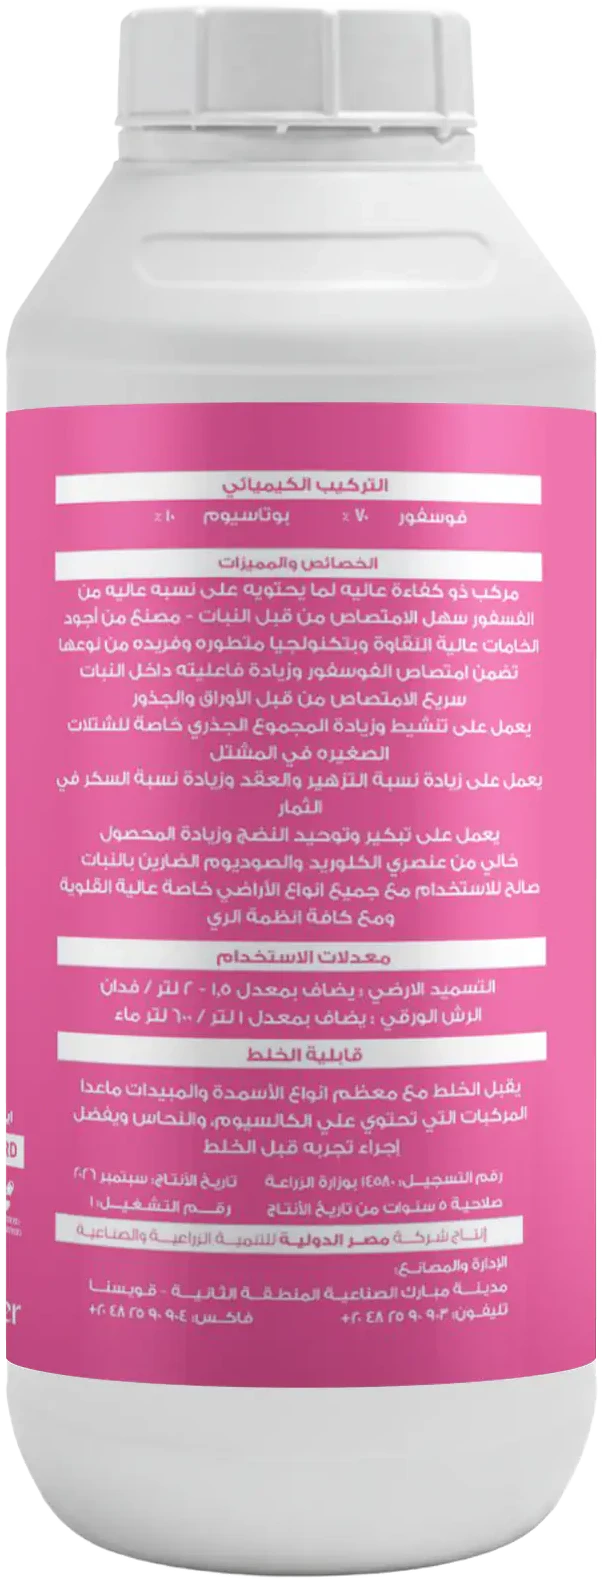 التركيب الكيميائي
فوسفور ٧٠ ٪ بوتاسيوم ١٠ ٪
الخصائص والمميزات
مركب ذو كفاءة عاليه لما يحتويه على نسبه عاليه من
الفسفور سهل الامتصاص من قبل النبات - مصنع من أجود
الخامات عالية النقاوة وبتكنولجيا متطوره وفريده من نوعها
تضمن امتصاص الفوسفور وزيادة فاعليته داخل النبات
سريع الامتصاص من قبل الأوراق والجذور
يعمل على تنشيط وزيادة المجموع الجذري خاصة للشتلات
الصغيره في المشتل
يعمل على زيادة نسبة التزهير والعقد وزيادة نسبة السكر في
الثمار
يعمل على تبكير وتوحيد النضج وزيادة المحصول
خالي من عنصري الكلوريد والصوديوم الضارين بالنبات
صالح للاستخدام مع جميع انواع الأراضي خاصة عالية القلوية
ومع كافة انظمة الري
معدلات الاستخدام
التسميد الارضي : يضاف بمعدل ١,٥ - ٢ لتر / فدان
الرش الورقي : يضاف بمعدل ١ لتر / ٦٠٠ لتر ماء
قابلية الخلط
يقبل الخلط مع معظم انواع الأسمدة والمبيدات ماعدا
المركبات التي تحتوي علي الكالسيوم، والنحاس ويفضل
إجراء تجربه قبل الخلط
رقم التسجيل: ١٤٥٨٠ بوزارة الزراعة تاريخ الأنتاج: سبتمبر ٢٠٢٦
صلاحية ٥ سنوات من تاريخ الأنتاج رقم التشغيل: ١
إنتاج شركة مصر الدولية للتنمية الزراعية والصناعية
الإدارة والمصانع:
مدينة مبارك الصناعية المنطقة الثانية - قويسنا
تليفون: ٩٠٣ ٩٠ ٢٥ ٤٨ ٢٠+ فاكس: ٩٠٤ ٩٠ ٢٥ ٤٨ ٢٠+